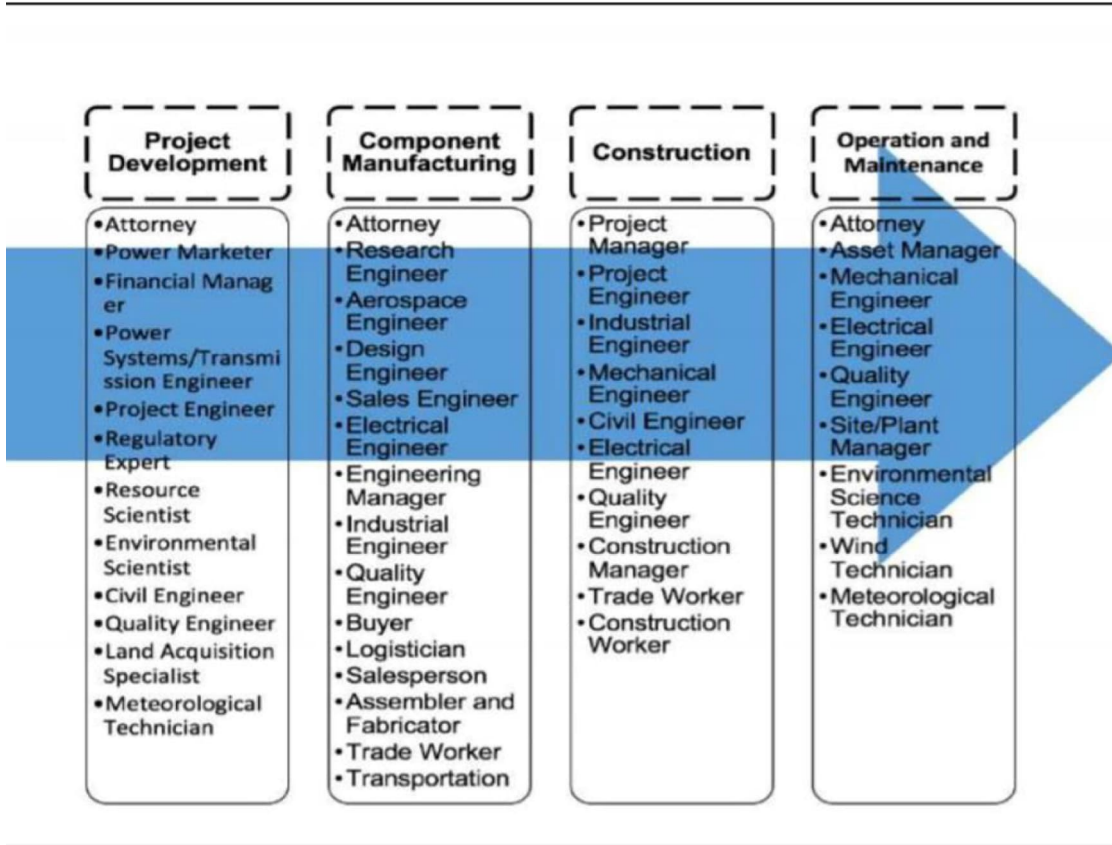 Project
Development
•Attorney
•Power Marketer
•Financial Manag
er
•Power
Systems/Transmi
ssion Engineer
•Project Engineer
•Regulatory
Expert
•Resource
Scientist
•Environmental
Scientist
•Civil Engineer
•Quality Engineer
•Land Acquisition
Specialist
•Meteorological
Technician
Component
Manufacturing
•Attorney
•Research
Engineer
•Aerospace
Engineer
•Design
Engineer
•Sales Engineer
•Electrical
Engineer
•Engineering
Manager
•Industrial
Engineer
•Quality
Engineer
•Buyer
•Logistician
•Salesperson
•Assembler and
Fabricator
•Trade Worker
•Transportation
Construction
•Project
Manager
•Project
Engineer
•Industrial
Engineer
•Mechanical
Engineer
•Civil Engineer
•Electrical
Engineer
•Quality
Engineer
•Construction
Manager
•Trade Worker
•Construction
Worker
Operation and
Maintenance
•Attorney
•Asset Manager
•Mechanical
Engineer
•Electrical
Engineer
•Quality
Engineer
•Site/Plant
Manager
•Environmental
Science
Technician
•Wind
Technician
•Meteorological
Technician